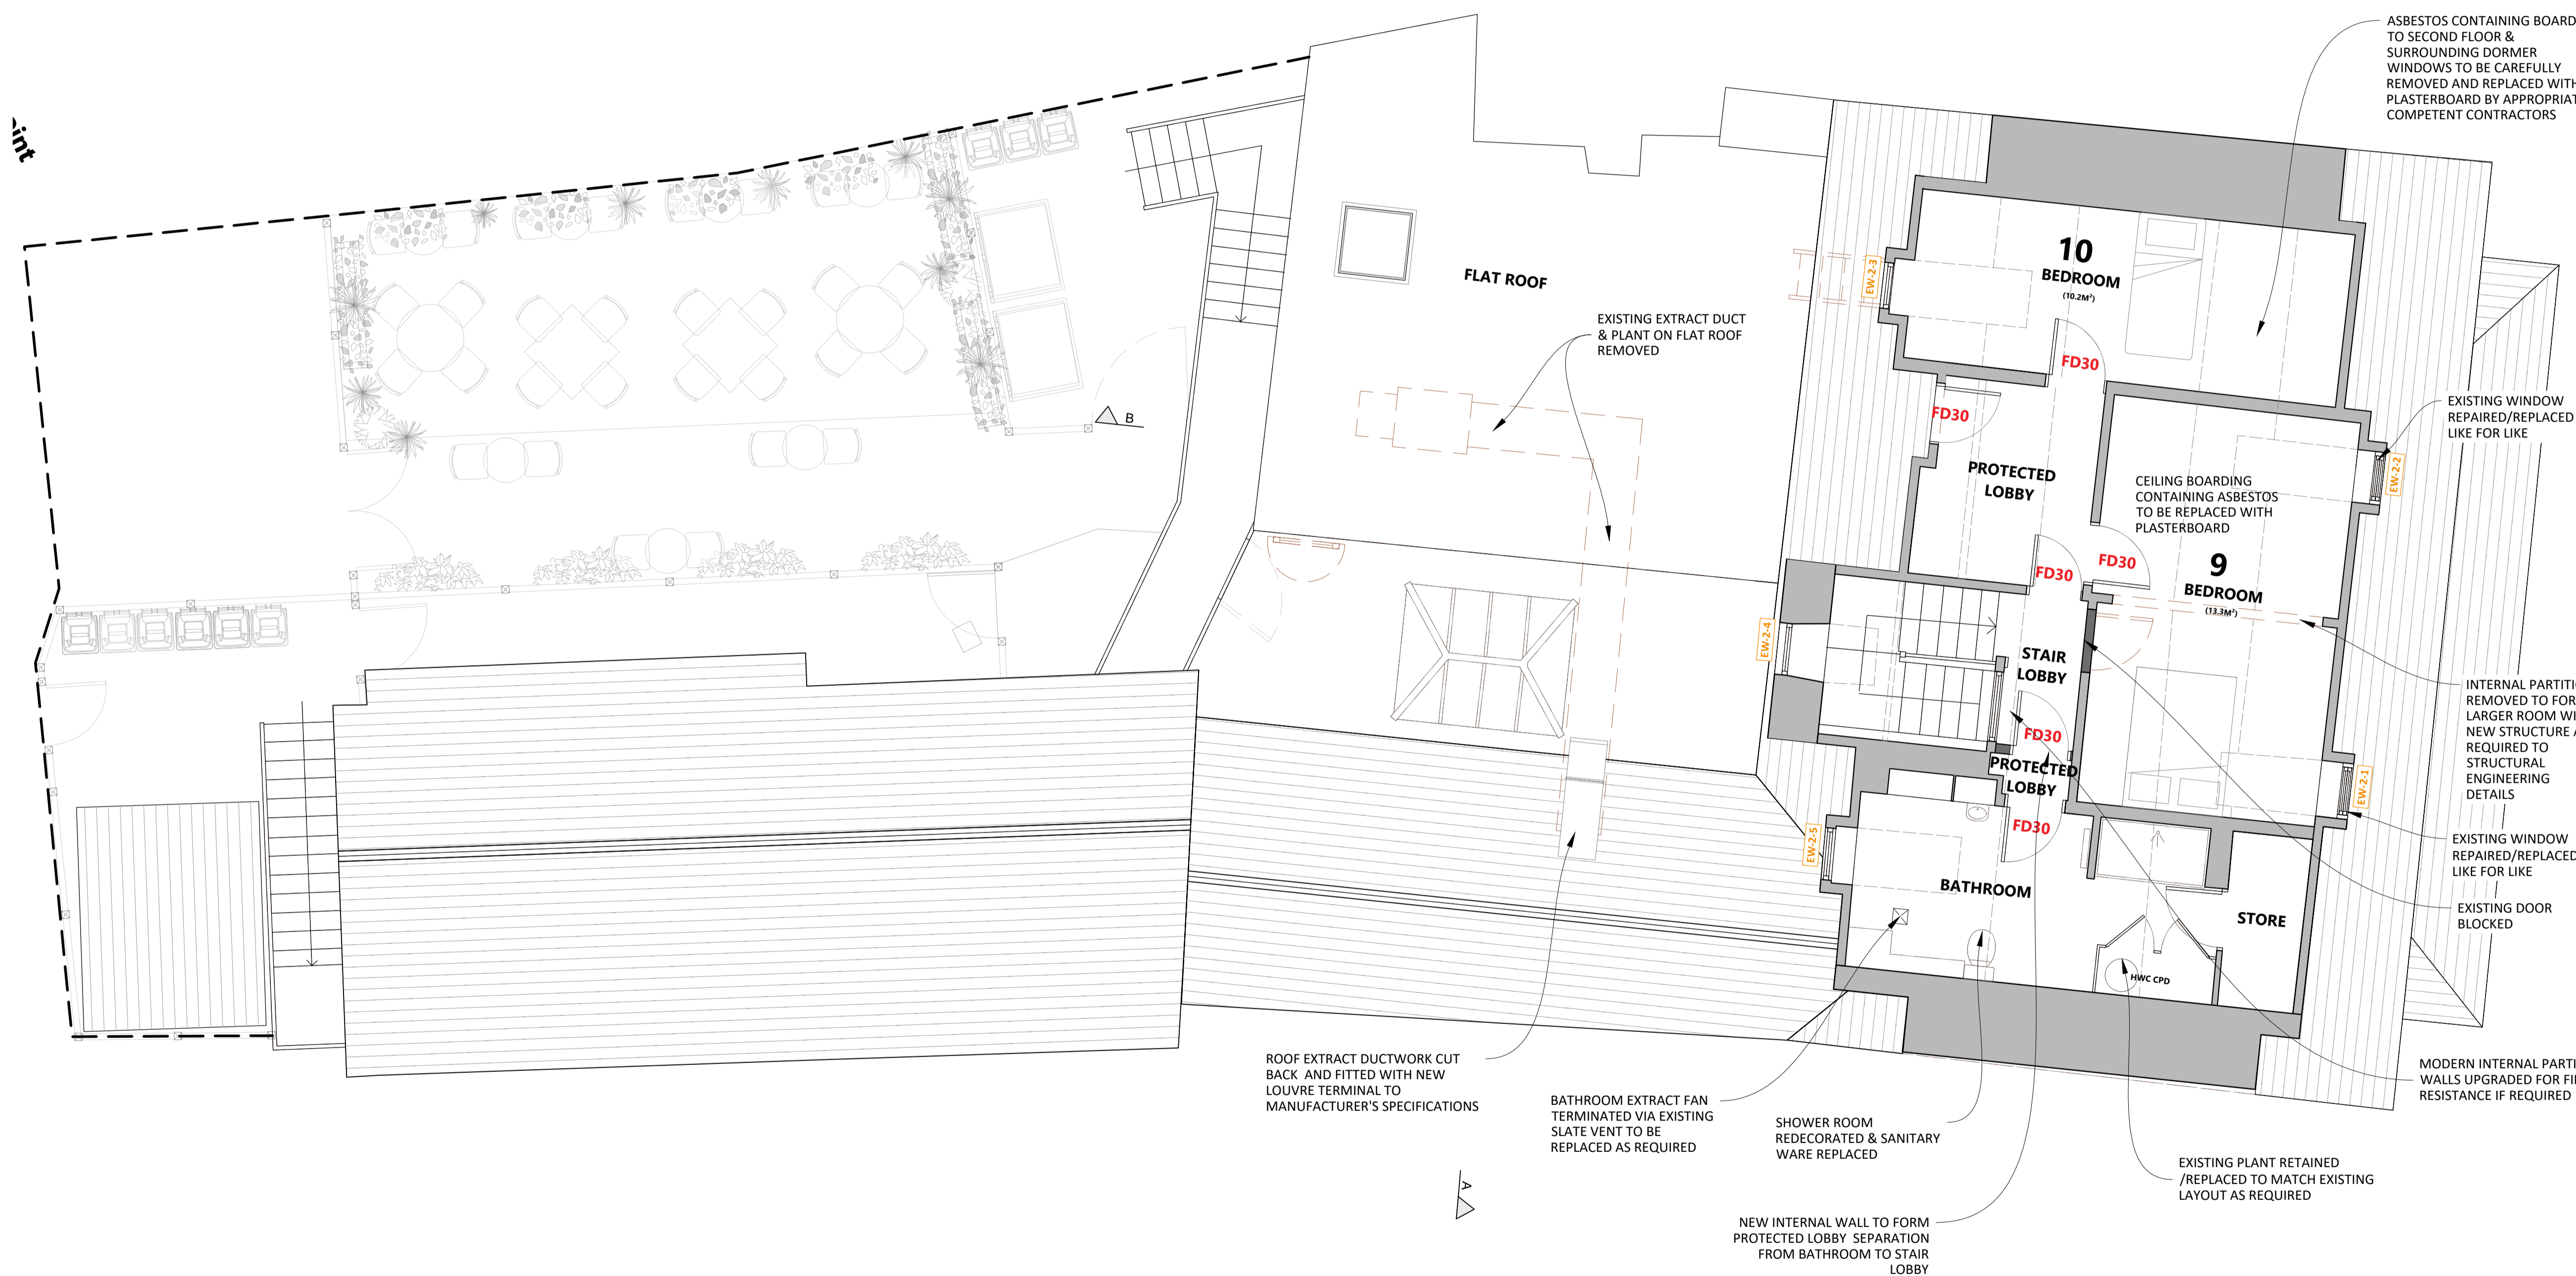 ASBESTOS CONTAINING BOARD
TO SECOND FLOOR &
SURROUNDING DORMER
WINDOWS TO BE CAREFULLY
REMOVED AND REPLACED WITH
PLASTERBOARD BY
COMPETENT CONTRACTORS
10
BEDROOM
(10.2M²)
EW-2-3
FLAT ROOF
EXISTING EXTRACT DUCT
& PLANT ON FLAT ROOF
REMOVED
FD30
FD30
EXISTING WINDOW
REPAIRED/REPLACED
LIKE FOR LIKE
EW-2-2
B
PROTECTED
LOBBY
CEILING BOARDING
CONTAINING ASBESTOS
TO BE REPLACED WITH
PLASTERBOARD
FD30
FD30
9
BEDROOM
(13.3M²)
EW-2-4
STAIR
LOBBY
INTERNAL
REMOVED TO
LARGER ROOM
NEW STRUCTURE
REQUIRED TO
STRUCTURAL
ENGINEERING
DETAILS
FD30
PROTECTED
LOBBY
EW-2-1
FD30
EW-2-5
EXISTING WINDOW
REPAIRED/REPLACED
LIKE FOR LIKE
BATHROOM
STORE
EXISTING DOOR
BLOCKED
HWC CPD
ROOF EXTRACT DUCTWORK CUT
BACK AND FITTED WITH NEW
LOUVRE TERMINAL TO
MANUFACTURER'S SPECIFICATIONS
BATHROOM EXTRACT FAN
TERMINATED VIA EXISTING
SLATE VENT TO BE
REPLACED AS REQUIRED
SHOWER ROOM
REDECORATED & SANITARY
WARE REPLACED
MODERN INTERNAL
WALLS UPGRADED FOR
RESISTANCE IF REQUIRED
EXISTING PLANT RETAINED
/REPLACED TO MATCH EXISTING
LAYOUT AS REQUIRED
A
NEW INTERNAL WALL TO FORM
PROTECTED LOBBY SEPARATION
FROM BATHROOM TO STAIR
LOBBY